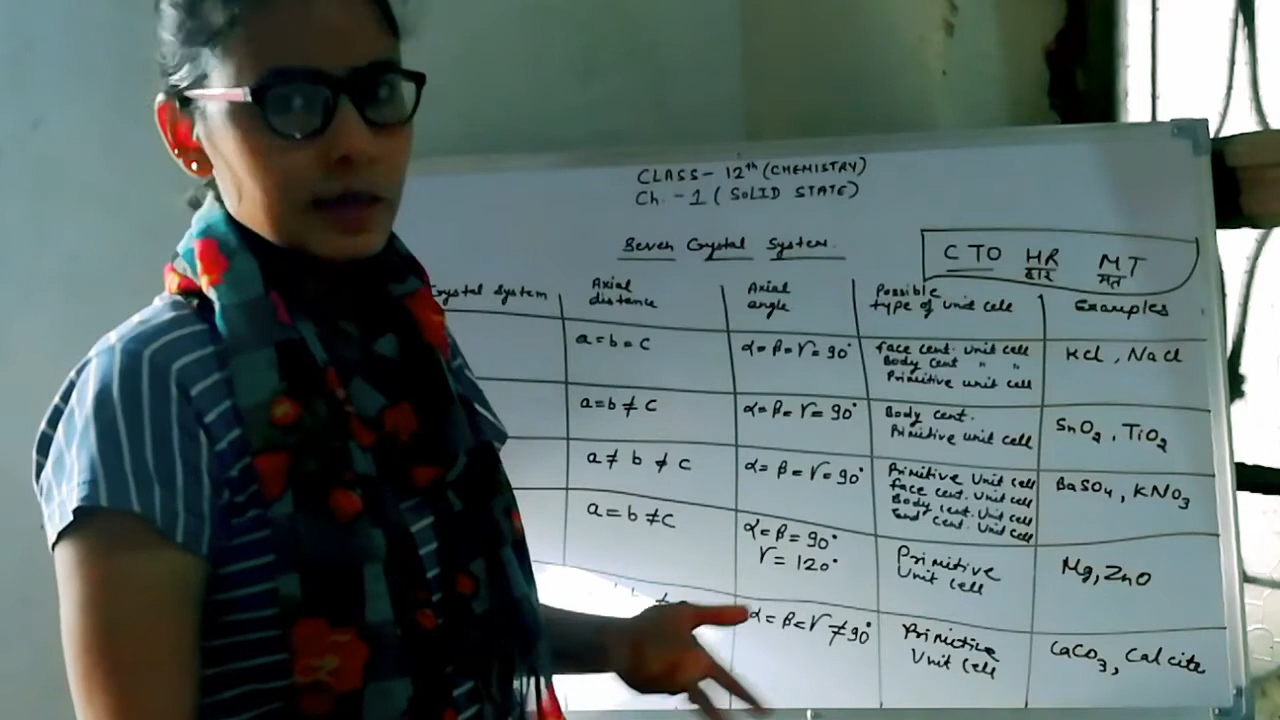 CLASS- 12th (CHEMISTRY)
Ch. -1 ( SOLID STATE)
Seven Crystal System.
CTO HR MT
हार मत
Crystal System
Axial distance
Axial angle
Possible type of unit cell
Examples
a=b=c
α=β=γ=90°
face cent. unit cell
Body cent " "
Primitive unit cell
KCl, NaCl
a=b≠c
α=β=γ=90°
Body cent.
Primitive unit cell
SnO2, TiO2
a≠b≠c
α=β=γ=90°
Primitive Unit cell
face cent. Unit cell
Body cent. Unit cell
End cent. Unit cell
BaSO4, KNO3
a=b≠c
α=β=90°
γ=120°
Primitive
Unit cell
Mg, ZnO
α=β=γ≠90°
Primitive
Unit cell
CaCO3, Calcite